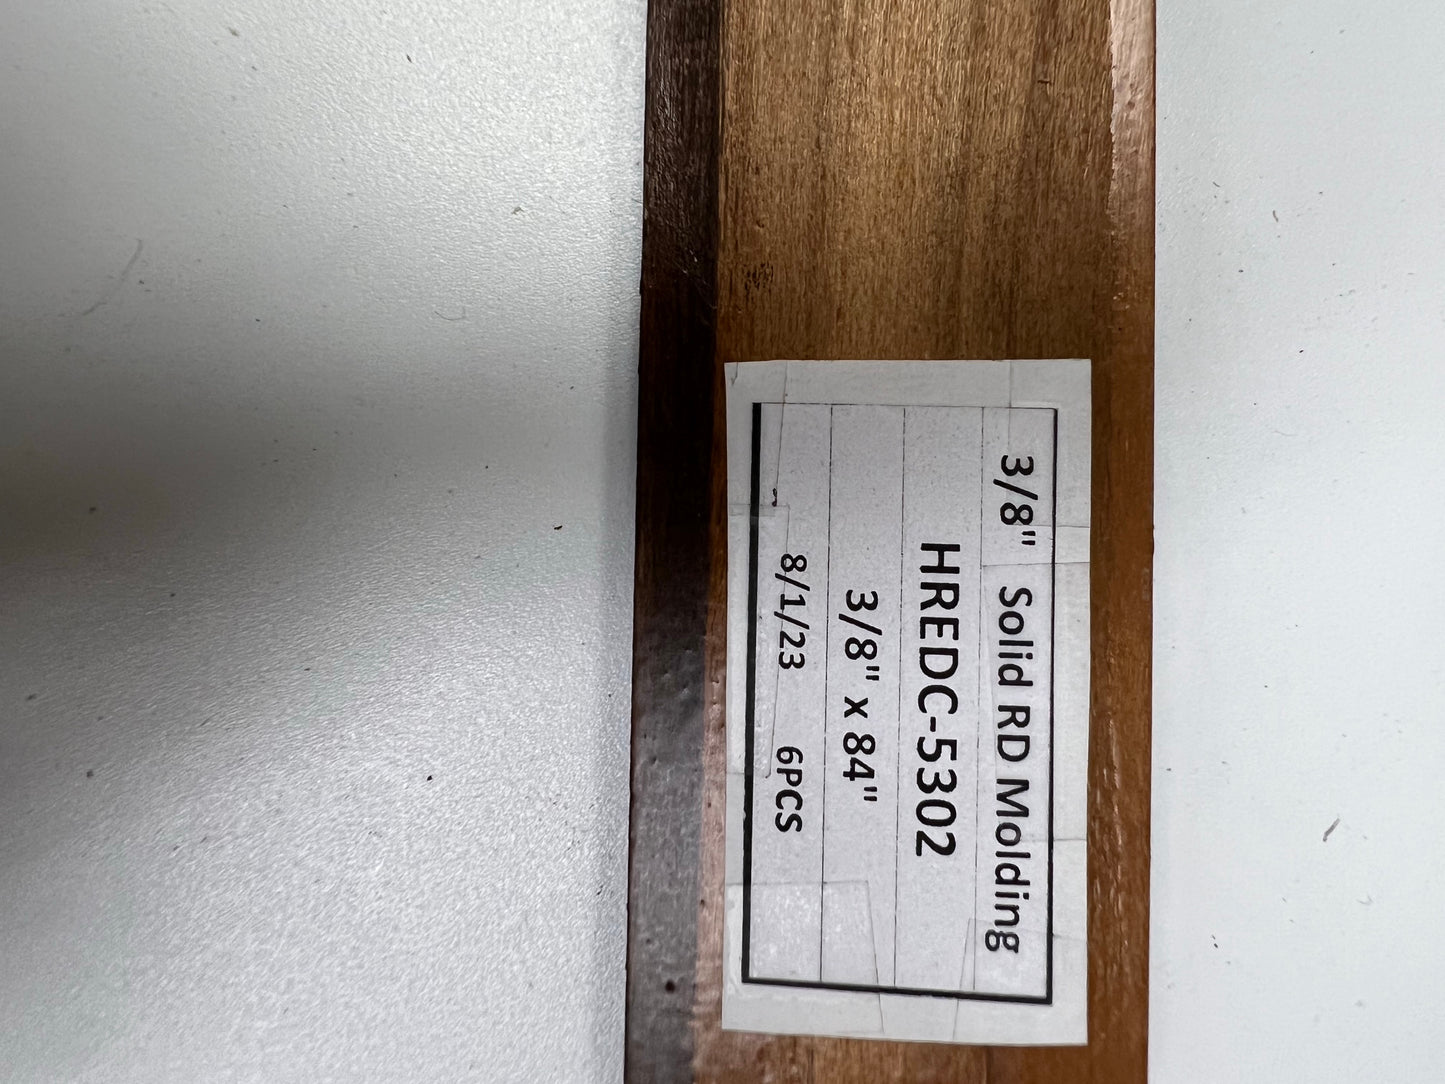 3/8" Solid RD Molding
HREDC-5302
3/8" x 84"
8/1/23 6PCS